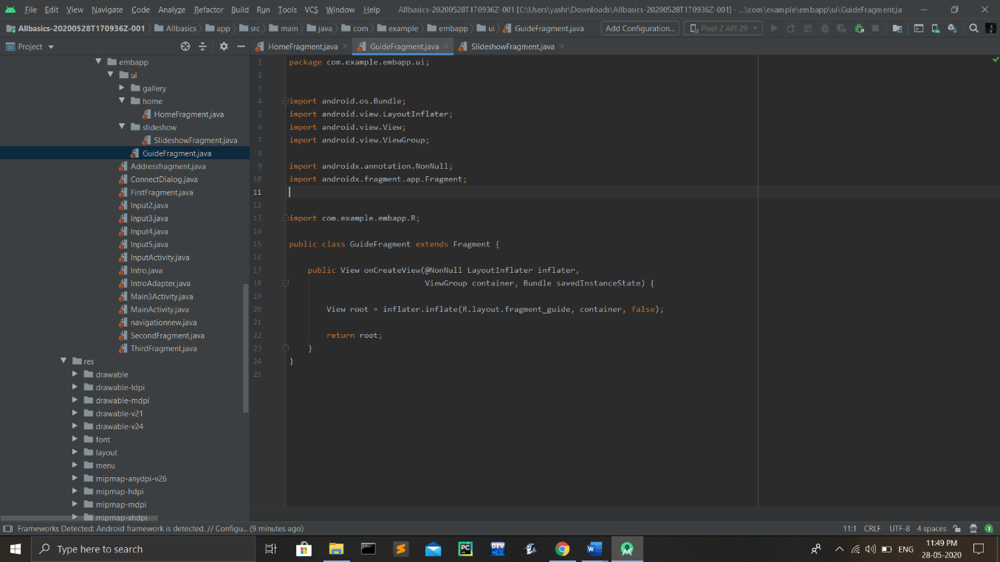 File Edit View Navigate Code Analyze Refactor Build Run Tools VCS Window Help Allbasics-20200528T170936Z-001 [C:\Users\yashr\Downloads\Allbasics-20200528T170936Z-001] - ...\com\example\embapp\ui\GuideFragment.ja
Allbasics-20200528T170936Z-001 Allbasics app src main java com example embapp ui GuideFragment.java Add Configuration... Pixel 2 API 29
Project HomeFragment.java GuideFragment.java SlideshowFragment.java
embapp
ui
gallery
home
HomeFragment.java
slideshow
SlideshowFragment.java
GuideFragment.java
Addressfragment.java
ConnectDialog.java
FirstFragment.java
Input2.java
Input3.java
Input4.java
Input5.java
InputActivity.java
Intro.java
IntroAdapter.java
Main3Activity.java
MainActivity.java
navigationnew.java
SecondFragment.java
ThirdFragment.java
res
drawable
drawable-ldpi
drawable-mdpi
drawable-v21
drawable-v24
font
layout
menu
mipmap-anydpi-v26
mipmap-hdpi
mipmap-mdpi
mipmap-xhdpi
1 package com.example.embapp.ui;
2
3
4 import android.os.Bundle;
5 import android.view.LayoutInflater;
6 import android.view.View;
7 import android.view.ViewGroup;
8
9 import androidx.annotation.NonNull;
10 import androidx.fragment.app.Fragment;
11
12
13 import com.example.embapp.R;
14
15 public class GuideFragment extends Fragment {
16
17 public View onCreateView(@NonNull LayoutInflater inflater,
18 ViewGroup container, Bundle savedInstanceState) {
19
20 View root = inflater.inflate(R.layout.fragment_guide, container, false);
21
22 return root;
23 }
24 }
25
Frameworks Detected: Android framework is detected. // Configu... (9 minutes ago) 11:1 CRLF UTF-8 4 spaces 1
Type here to search PC DEV ENG 11:49 PM
28-05-2020